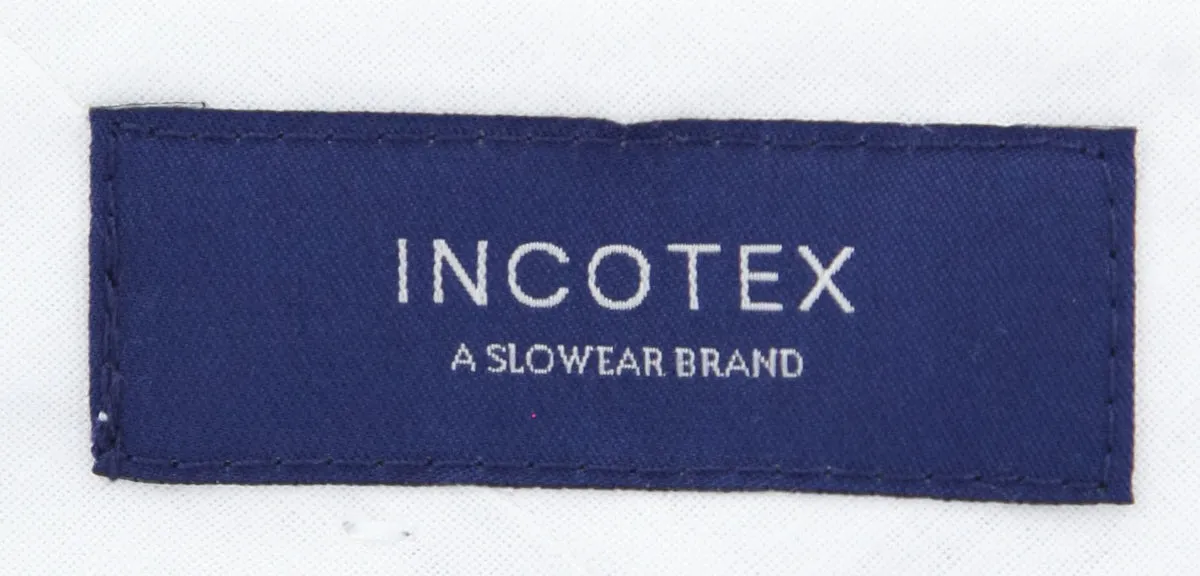 INCOTEX
A SLOWEAR BRAND